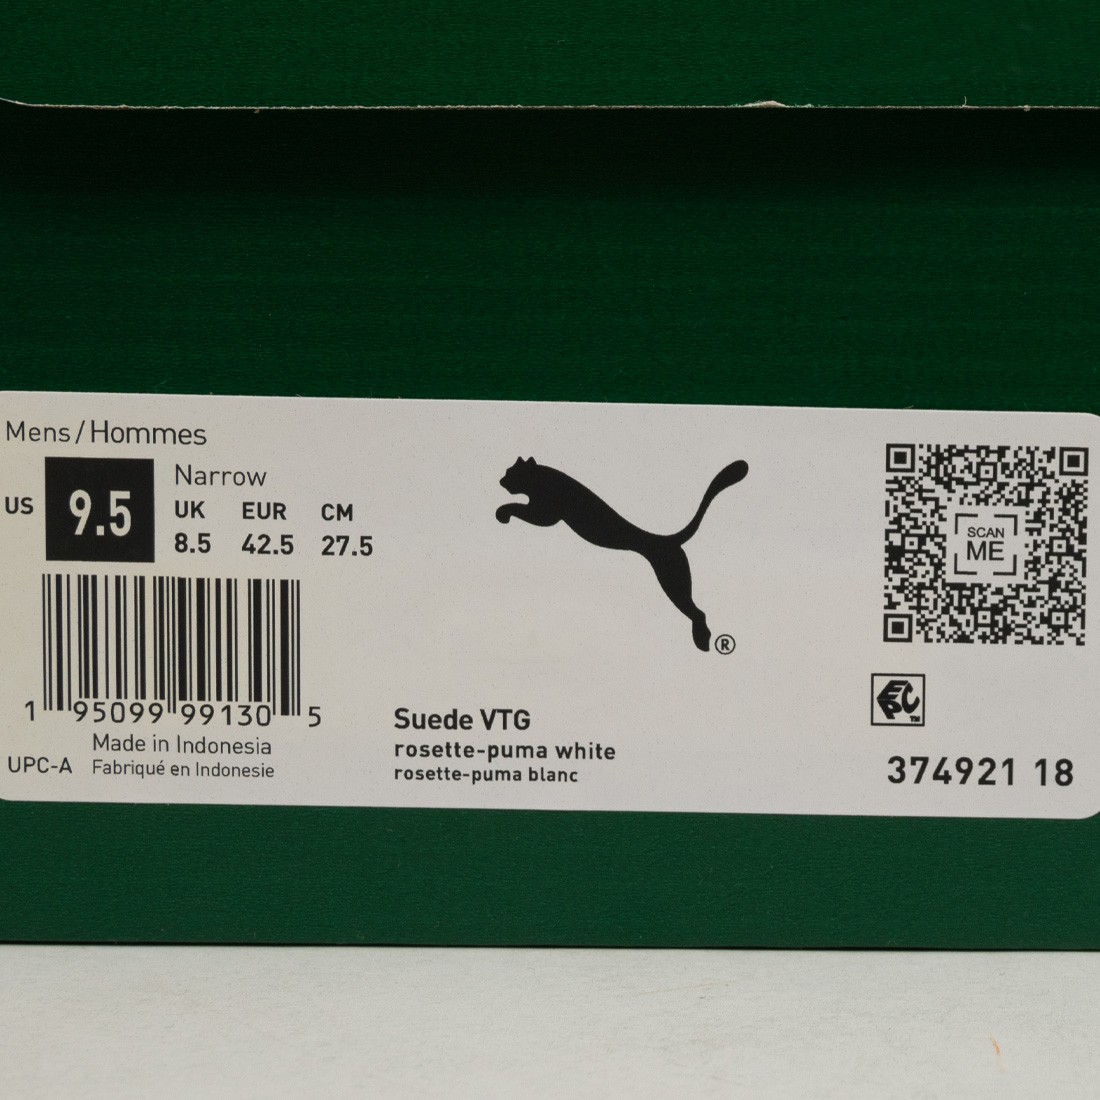 Mens/Hommes
US 9.5
Narrow
UK EUR CM
8.5 42.5 27.5
1 95099 99130 5
UPC-A
Made in Indonesia
Fabriqué en Indonesie
®
Suede VTG
rosette-puma white
rosette-puma blanc
SCAN
ME
EPC™
374921 18